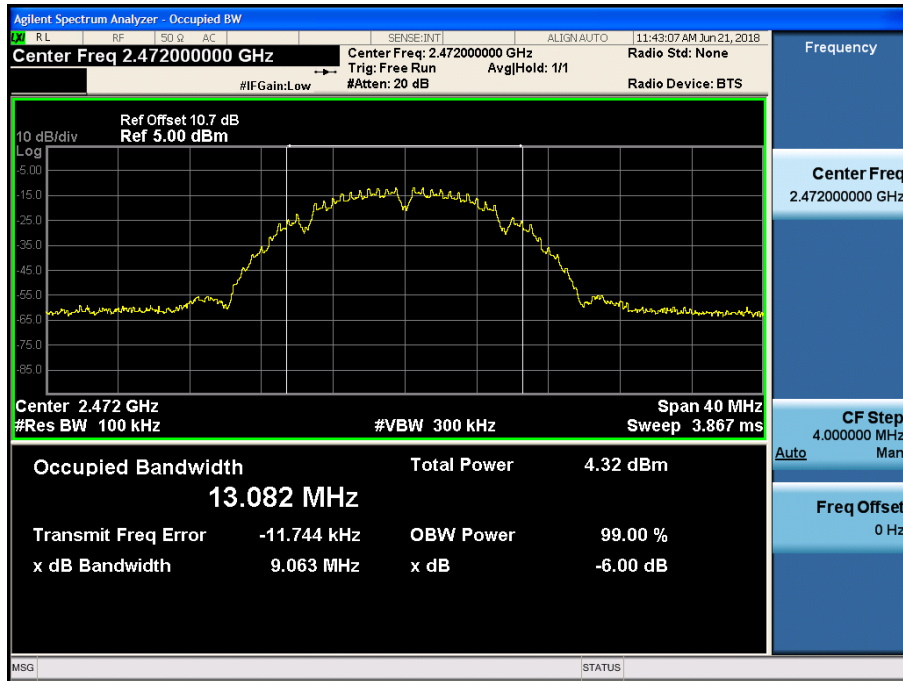 Agilent Spectrum Analyzer - Occupied BW
LXI RL RF 50 Ω AC SENSE:INT ALIGN AUTO 11:43:07 AM Jun 21, 2018
Center Freq 2.472000000 GHz Center Freq: 2.472000000 GHz Radio Std: None
Trig: Free Run Avg|Hold: 1/1
#IFGain:Low #Atten: 20 dB Radio Device: BTS
Ref Offset 10.7 dB
10 dB/div Ref 5.00 dBm
Log
-5.00
-15.0
-25.0
-35.0
-45.0
-55.0
-65.0
-75.0
-85.0
Center 2.472 GHz Span 40 MHz
#Res BW 100 kHz #VBW 300 kHz Sweep 3.867 ms
Occupied Bandwidth Total Power 4.32 dBm
13.082 MHz
Transmit Freq Error -11.744 kHz OBW Power 99.00 %
x dB Bandwidth 9.063 MHz x dB -6.00 dB
MSG STATUS
Frequency
Center Freq
2.472000000 GHz
CF Step
4.000000 MHz
Auto Man
Freq Offset
0 Hz